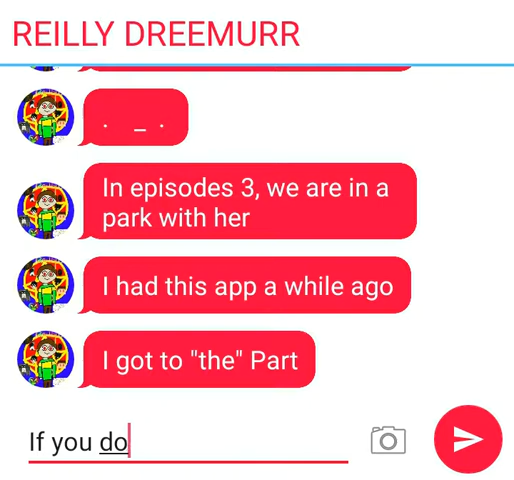 REILLY DREEMURR
. _ .
In episodes 3, we are in a
park with her
I had this app a while ago
I got to "the" Part
If you do